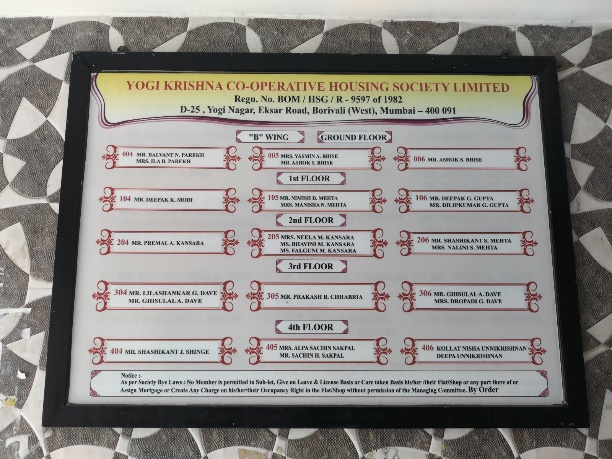 YOGI KRISHNA CO-OPERATIVE HOUSING SOCIETY LIMITED
Regn. No. BOM / HSG / R - 9597 of 1982
D-25 , Yogi Nagar, Eksar Road, Borivali (West), Mumbai – 400 091
"B" WING GROUND FLOOR
004 MR. BALVANT N. PAREKH
MRS. ILA B. PAREKH
005 MRS. YASMIN A. BHISE
MR. ASHOK S. BHISE
006 MR. ASHOK S. BHISE
1st FLOOR
104 MR. DEEPAK K. MODI
105 MR. NIMISH D. MEHTA
MRS. MANISHA N. MEHTA
106 MR. DEEPAK G. GUPTA
MR. DILIPKUMAR G. GUPTA
2nd FLOOR
204 MR. PREMAL A. KANSARA
205 MRS. NEELA M. KANSARA
MS. BHAVINI M. KANSARA
MS. FALGUNI M. KANSARA
206 MR. SHASHIKANT S. MEHTA
MRS. NALINI S. MEHTA
3rd FLOOR
304 MR. LILASHANKAR G. DAVE
MR. GHISULAL A. DAVE
305 MR. PRAKASH B. CHHABRIA
306 MR. GHISULAL A. DAVE
MRS. DROPADI G. DAVE
4th FLOOR
404 MR. SHASHIKANT J. SHINGE
405 MRS. ALPA SACHIN SAKPAL
MR. SACHIN H. SAKPAL
406 KOLLAT NISHA UNNIKRISHNAN
DEEPA UNNIKRISHNAN
Notice :-
As per Society Bye Laws : No Member is permitted to Sub-let, Give on Leave & License Basis or Care taken Basis his/her /their Flat/Shop or any part there of or
Assign Mortgage or Create Any Charge on his/her/their Occupancy Right in the Flat/Shop without permission of the Managing Committee. By Order